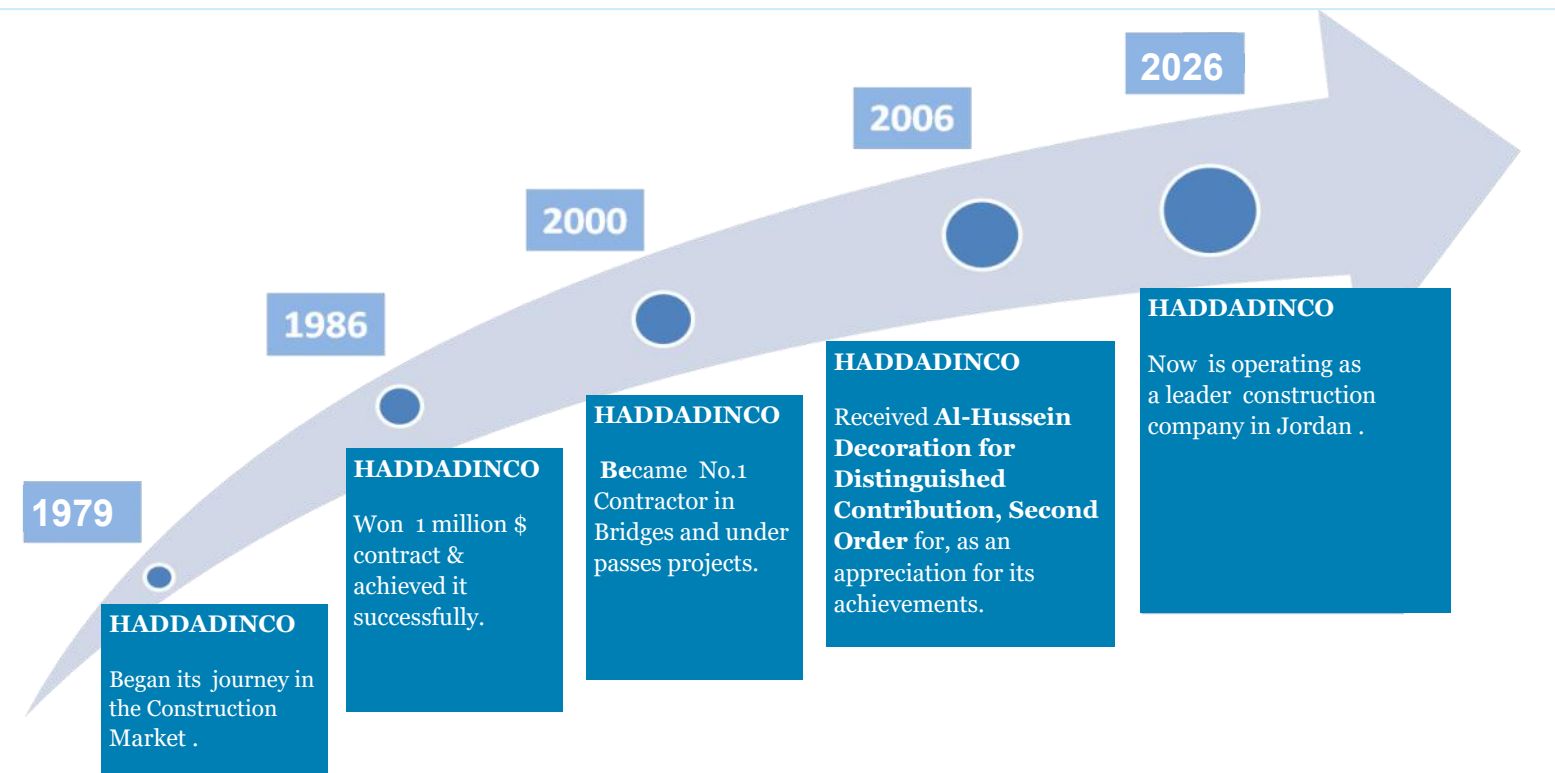 1979
HADDADINCO
Began its journey in
the Construction
Market .
1986
HADDADINCO
Won 1 million $
contract &
achieved it
successfully.
2000
HADDADINCO
Became No.1
Contractor in
Bridges and under
passes projects.
2006
HADDADINCO
Received Al-Hussein
Decoration for
Distinguished
Contribution, Second
Order for, as an
appreciation for its
achievements.
2026
HADDADINCO
Now is operating as
a leader construction
company in Jordan .